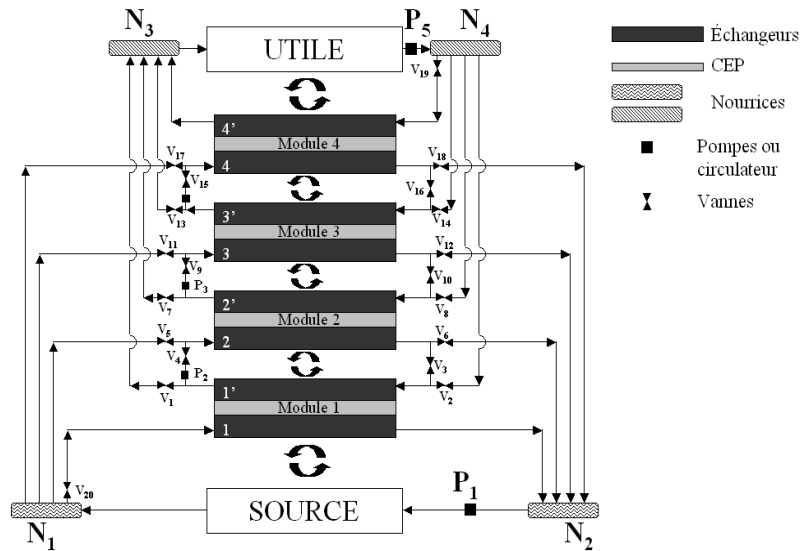 N3
P5
N4
UTILE
V19
4'
Module 4
4
V17
V18
V15
V16
V13
V14
3'
Module 3
3
V11
V12
V9
V10
P3
V7
V8
2'
Module 2
2
V5
V6
V4
V3
P2
V1
V2
1'
Module 1
1
V20
N1
SOURCE
P1
N2
Échangeurs
CEP
Nourrices
Pompes ou
circulateur
Vannes